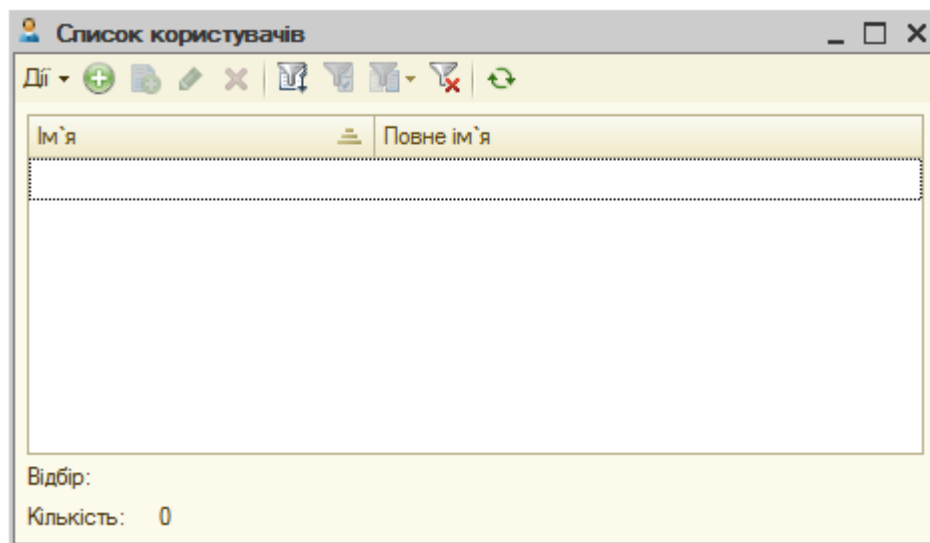 Список користувачів
Дії
Ім`я Повне ім`я
Відбір:
Кількість: 0